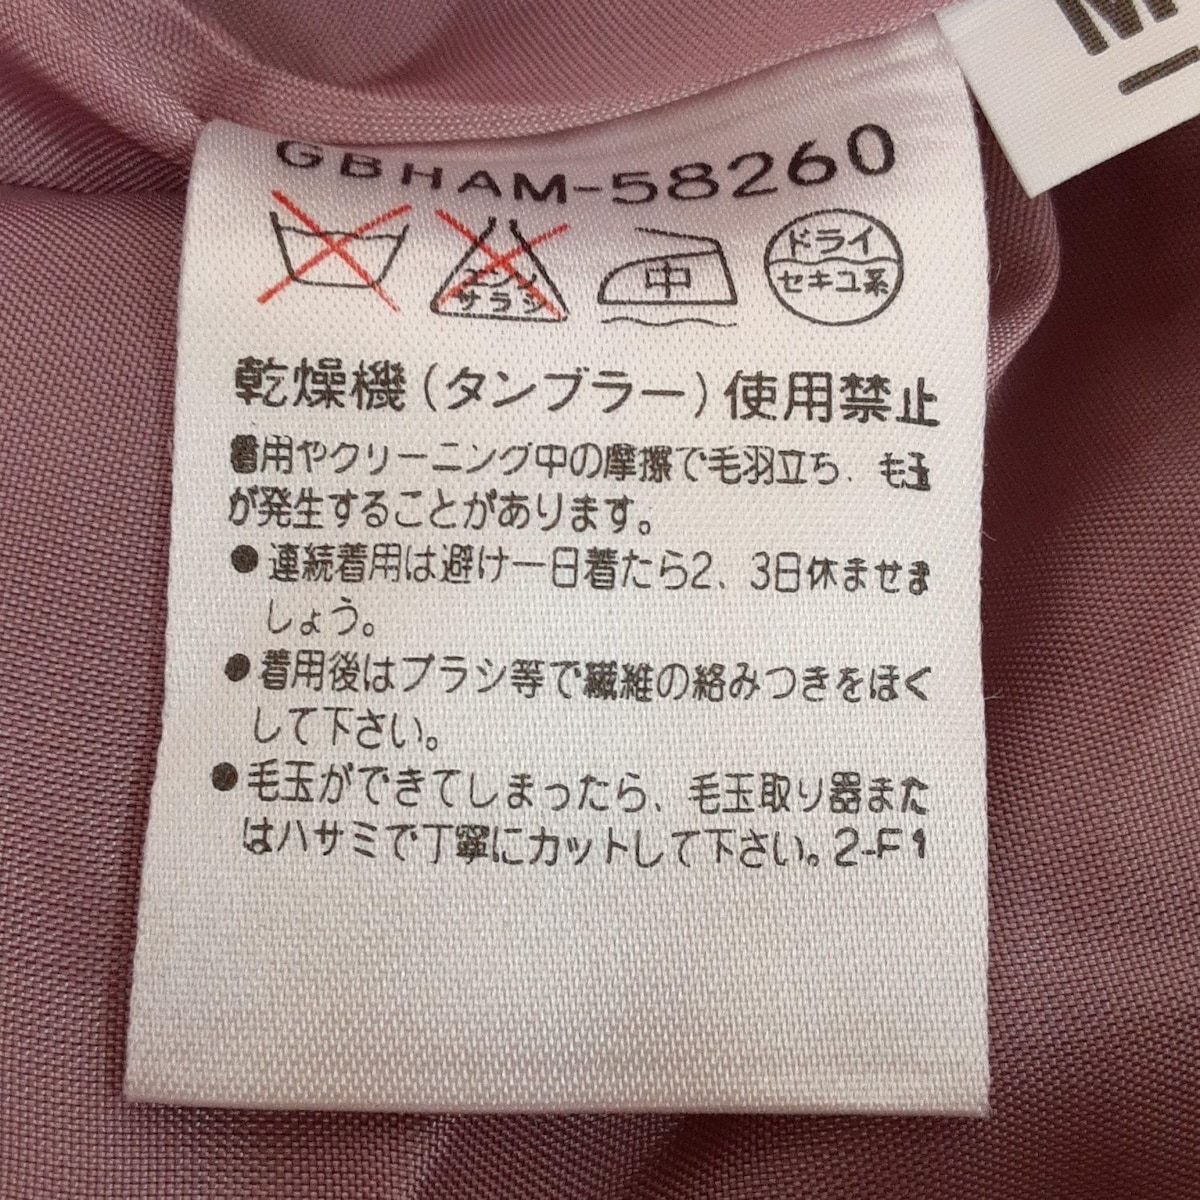 GBHAM-58260
エンソ
サラシ
中
ドライ
セキユ系
乾燥機(タンブラー)使用禁止
着用やクリーニング中の摩擦で毛羽立ち、毛玉
が発生することがあります。
● 連続着用は避け一日着たら2、3日休ませま
しょう。
● 着用後はブラシ等で繊維の絡みつきをほぐ
して下さい。
● 毛玉ができてしまったら、毛玉取り器また
はハサミで丁寧にカットして下さい。2-F1